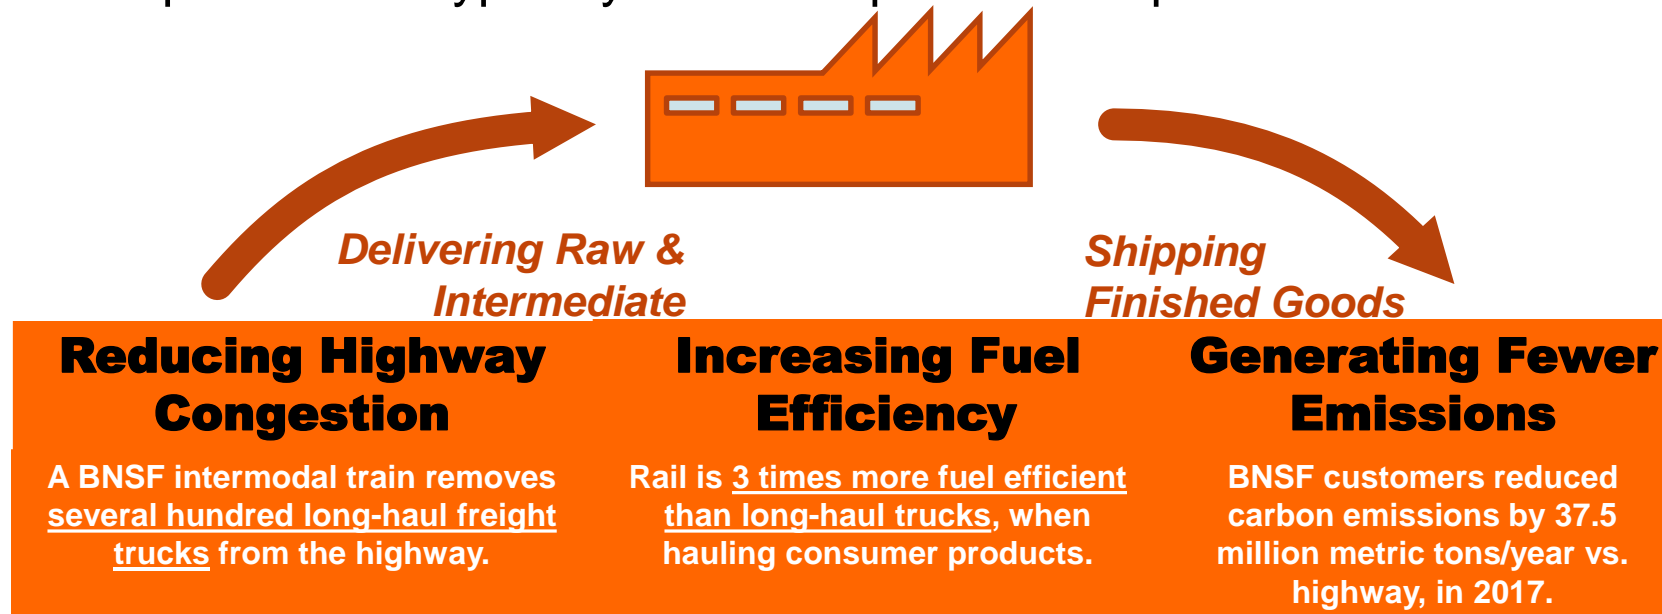 Delivering Raw &
Intermediate
Shipping
Finished Goods
Reducing Highway
Congestion
A BNSF intermodal train removes
several hundred long-haul freight
trucks from the highway.
Increasing Fuel
Efficiency
Rail is 3 times more fuel efficient
than long-haul trucks, when
hauling consumer products.
Generating Fewer
Emissions
BNSF customers reduced
carbon emissions by 37.5
million metric tons/year vs.
highway, in 2017.